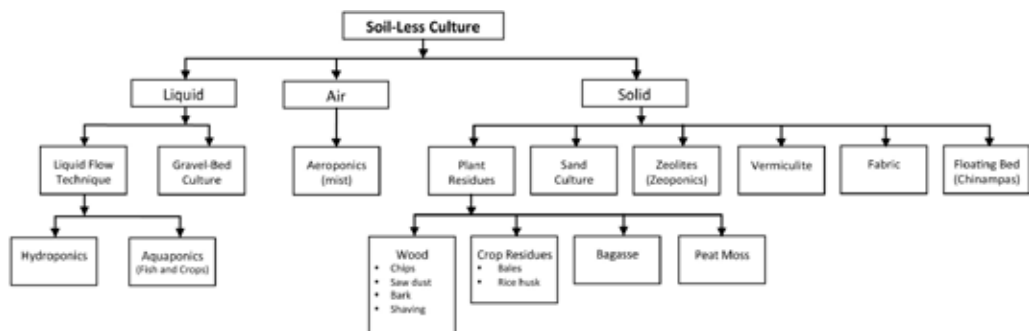 Soil-Less Culture
Liquid
Air
Solid
Liquid Flow
Technique
Gravel-Bed
Culture
Aeroponics
(mist)
Plant
Residues
Sand
Culture
Zeolites
(Zeoponics)
Vermiculite
Fabric
Floating Bed
(Chinampas)
Hydroponics
Aquaponics
(Fish and Crops)
Wood
• Chips
• Saw dust
• Bark
• Shaving
Crop Residues
• Bales
• Rice husk
Bagasse
Peat Moss